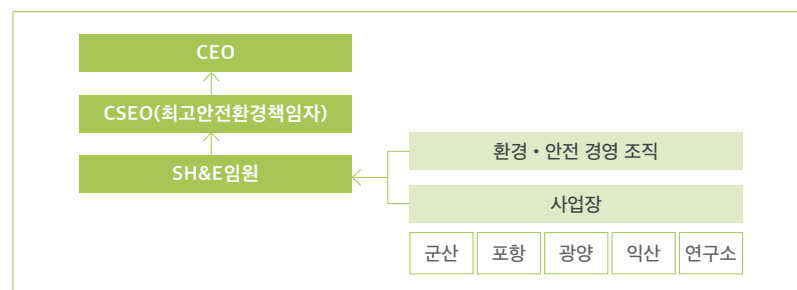 CEO
CSEO(최고안전환경책임자)
SH&E임원
환경・안전 경영 조직
사업장
군산
포항
광양
익산
연구소